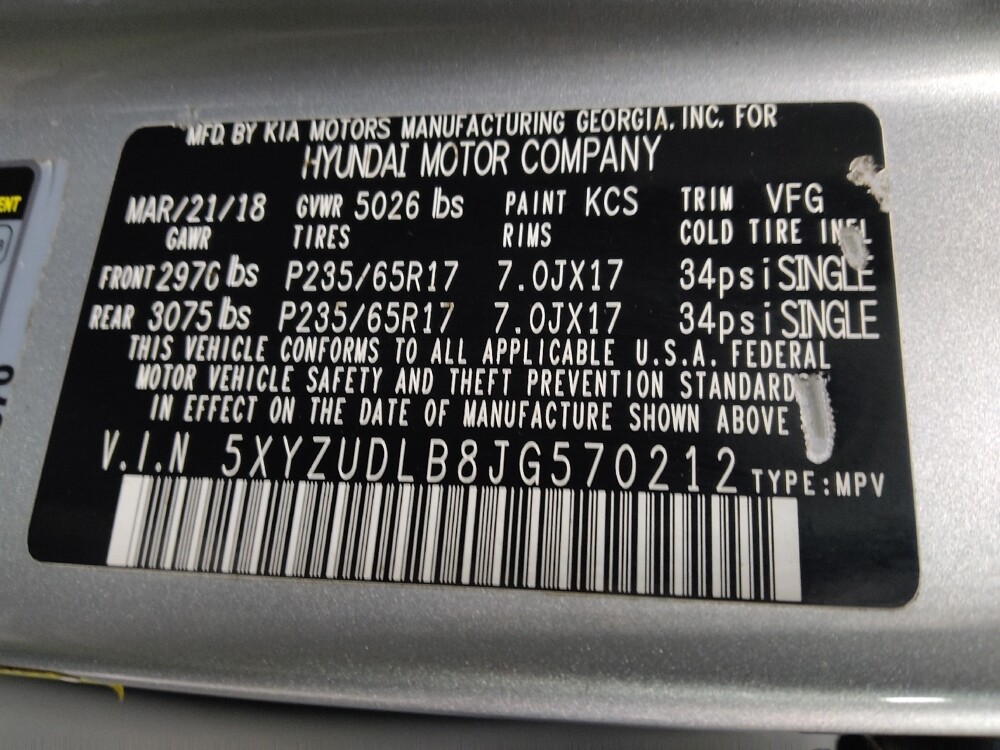 MFD. BY KIA MOTORS MANUFACTURING GEORGIA, INC. FOR
HYUNDAI MOTOR COMPANY
MAR/21/18 GVWR 5026 lbs PAINT KCS TRIM VFG
GAWR TIRES RIMS COLD TIRE INFL
FRONT 2976 lbs P235/65R17 7.0JX17 34psi SINGLE
REAR 3075 lbs P235/65R17 7.0JX17 34psi SINGLE
THIS VEHICLE CONFORMS TO ALL APPLICABLE U.S.A. FEDERAL
MOTOR VEHICLE SAFETY AND THEFT PREVENTION STANDARDS
IN EFFECT ON THE DATE OF MANUFACTURE SHOWN ABOVE
V.I.N 5XYZUDLB8JG570212 TYPE:MPV